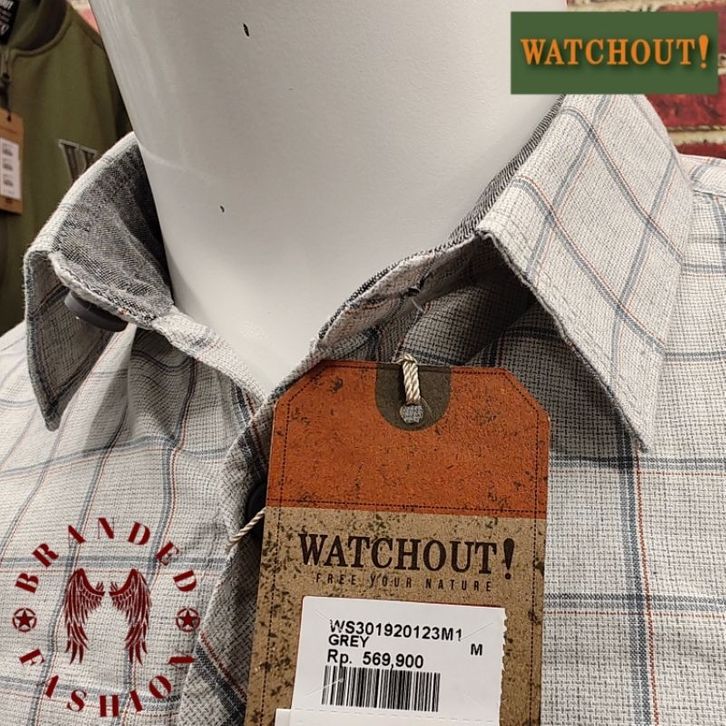 WATCHOUT!
WATCHOUT!
FREE YOUR NATURE
WS301920123M1
GREY M
Rp. 569,900
BRANDED
FASHION